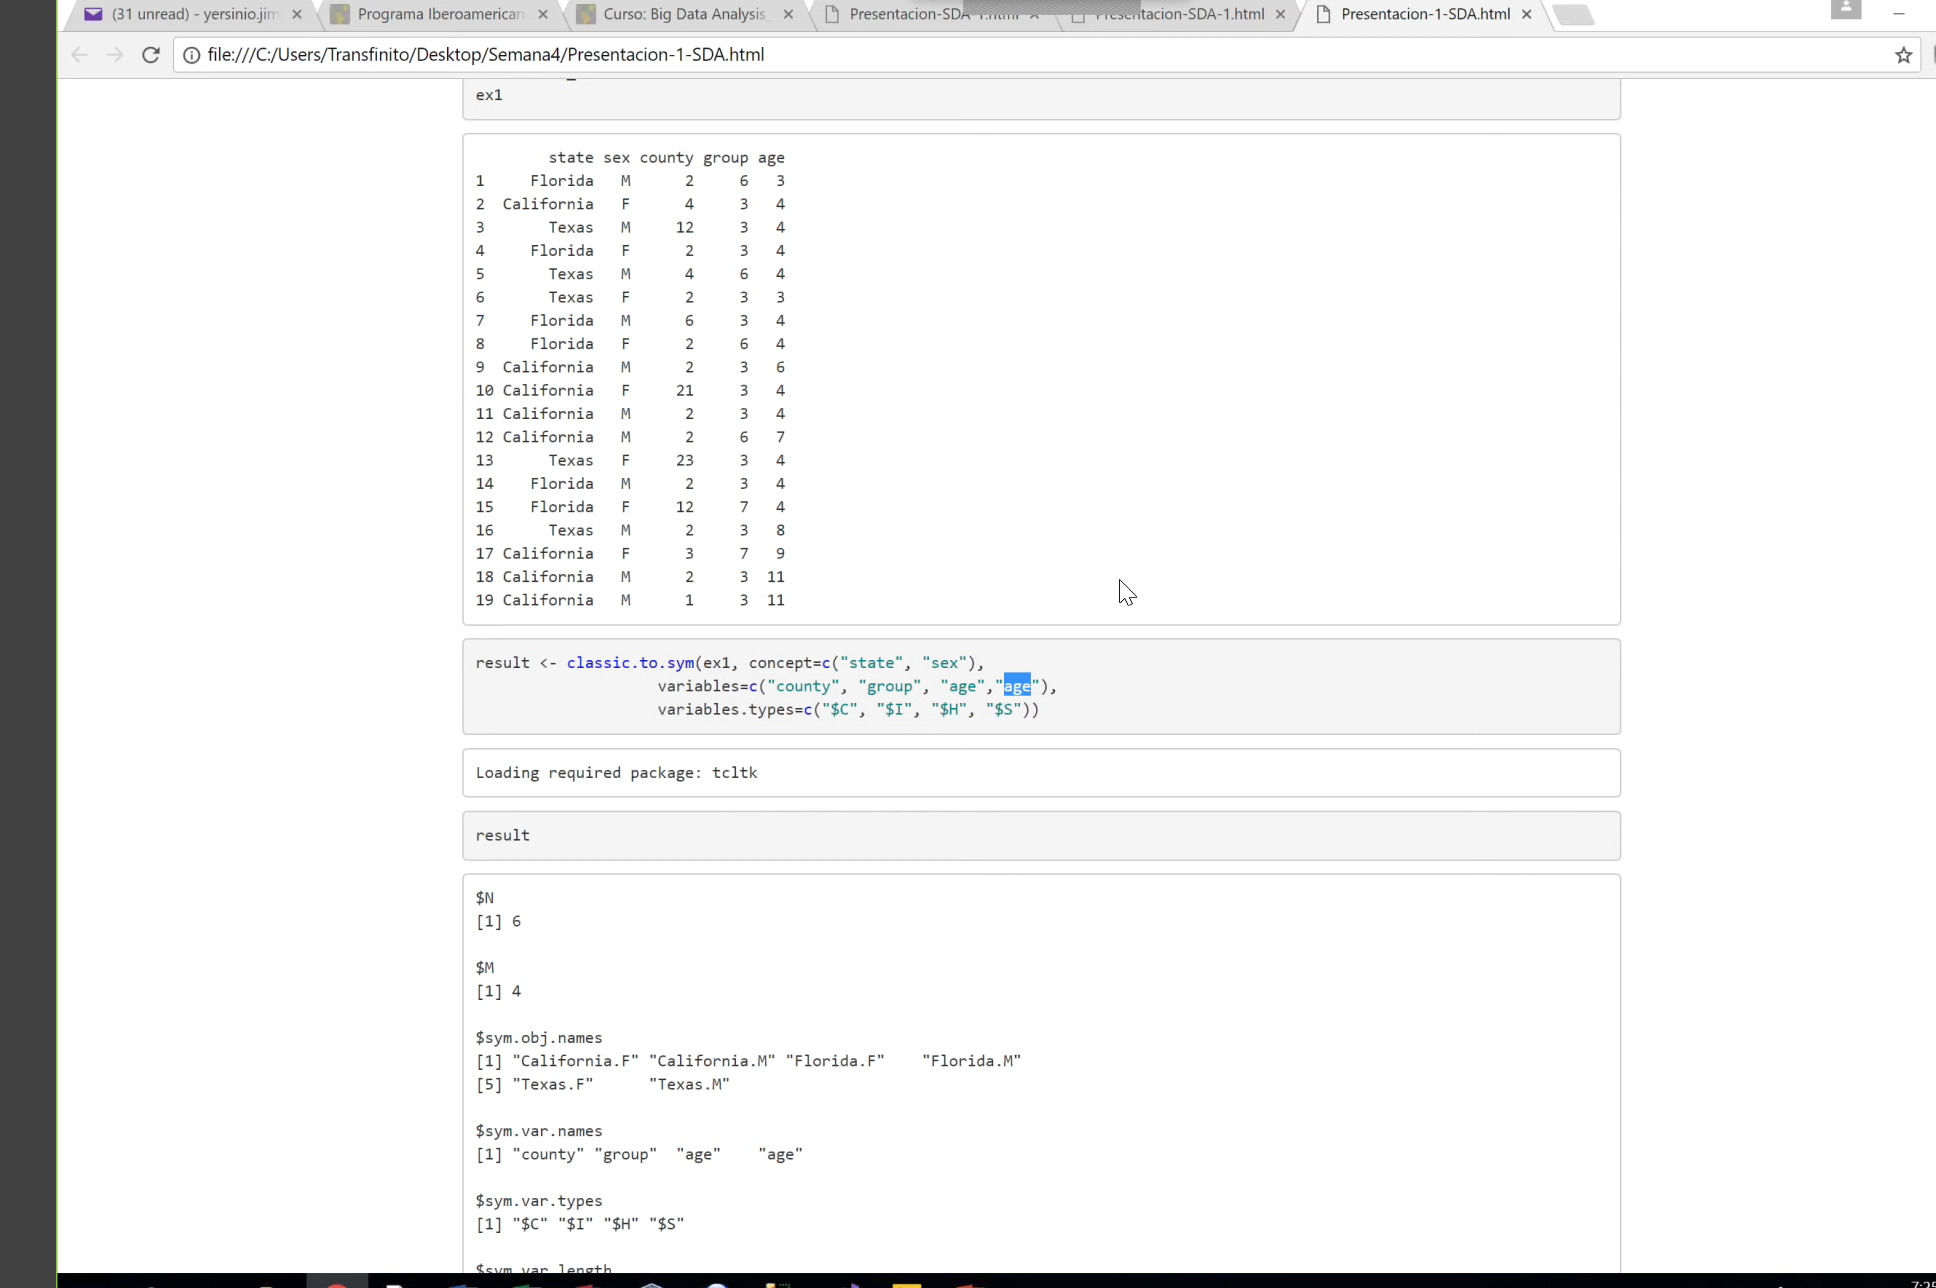 (31 unread) - yersinio.jim
Programa Iberoamerican
Curso: Big Data Analysis_
Presentacion-SDA-1.html
Presentacion-SDA-1.html
Presentacion-1-SDA.html
file:///C:/Users/Transfinito/Desktop/Semana4/Presentacion-1-SDA.html
ex1
state sex county group age
1 Florida M 2 6 3
2 California F 4 3 4
3 Texas M 12 3 4
4 Florida F 2 3 4
5 Texas M 4 6 4
6 Texas F 2 3 3
7 Florida M 6 3 4
8 Florida F 2 6 4
9 California M 2 3 6
10 California F 21 3 4
11 California M 2 3 4
12 California M 2 6 7
13 Texas F 23 3 4
14 Florida M 2 3 4
15 Florida F 12 7 4
16 Texas M 2 3 8
17 California F 3 7 9
18 California M 2 3 11
19 California M 1 3 11
result <- classic.to.sym(ex1, concept=c("state", "sex"),
variables=c("county", "group", "age","age"),
variables.types=c("$C", "$I", "$H", "$S"))
Loading required package: tcltk
result
$N
[1] 6
$M
[1] 4
$sym.obj.names
[1] "California.F" "California.M" "Florida.F" "Florida.M"
[5] "Texas.F" "Texas.M"
$sym.var.names
[1] "county" "group" "age" "age"
$sym.var.types
[1] "$C" "$I" "$H" "$S"
$sym.var.length